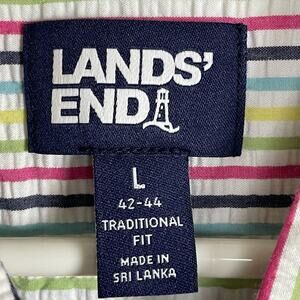 LANDS'
END
L
42-44
TRADITIONAL
FIT
MADE IN
SRI LANKA